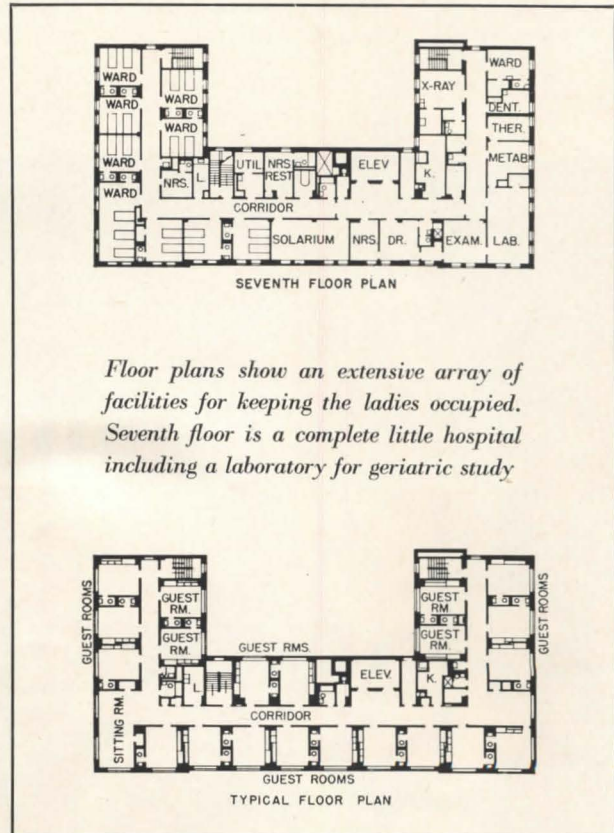 WARD
WARD
WARD
WARD
WARD
WARD
WARD
NRS.
L.
UTIL.
NRS.
REST
ELEV.
X-RAY
K.
WARD
DENT.
THER.
METAB.
LAB.
CORRIDOR
SOLARIUM
NRS.
DR.
EXAM.
SEVENTH FLOOR PLAN
Floor plans show an extensive array of
facilities for keeping the ladies occupied.
Seventh floor is a complete little hospital
including a laboratory for geriatric study
GUEST ROOMS
GUEST
RM.
GUEST
RM.
GUEST RMS.
GUEST
RM.
GUEST
RM.
GUEST ROOMS
SITTING RM.
L.
ELEV.
K.
CORRIDOR
GUEST ROOMS
TYPICAL FLOOR PLAN